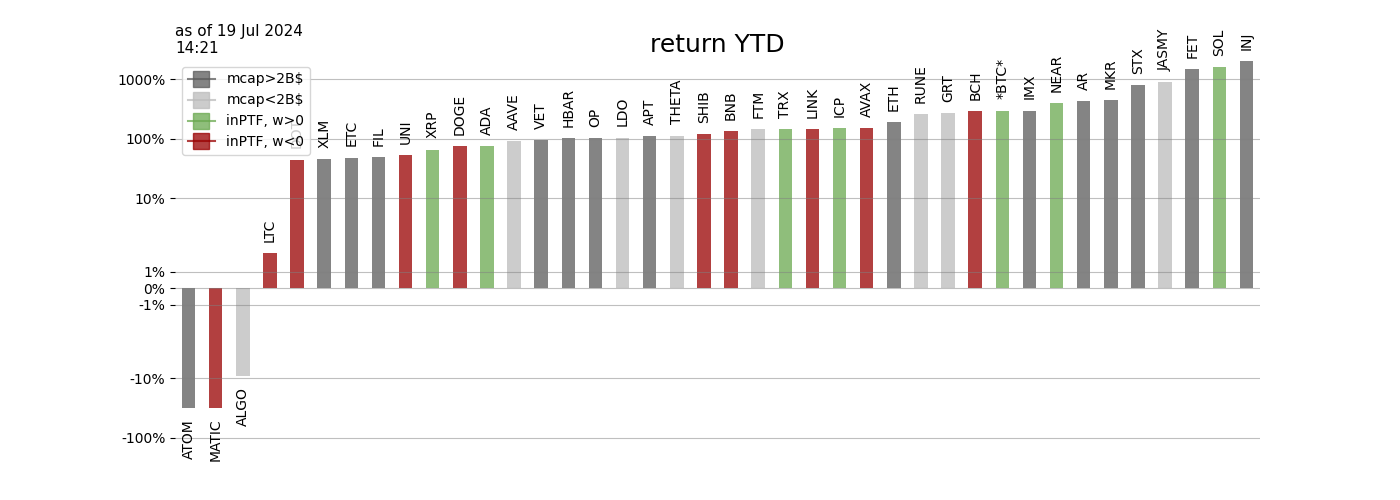 as of 19 Jul 2024
14:21
return YTD
mcap>2B$
mcap<2B$
inPTF, w>0
inPTF, w<0
1000%
100%
10%
1%
0%
-1%
-10%
-100%
ATOM
MATIC
ALGO
LTC
XLM
ETC
FIL
UNI
XRP
DOGE
ADA
AAVE
VET
HBAR
OP
LDO
APT
THETA
SHIB
BNB
FTM
TRX
LINK
ICP
AVAX
ETH
RUNE
GRT
BCH
*BTC*
IMX
NEAR
AR
MKR
STX
JASMY
FET
SOL
INJ